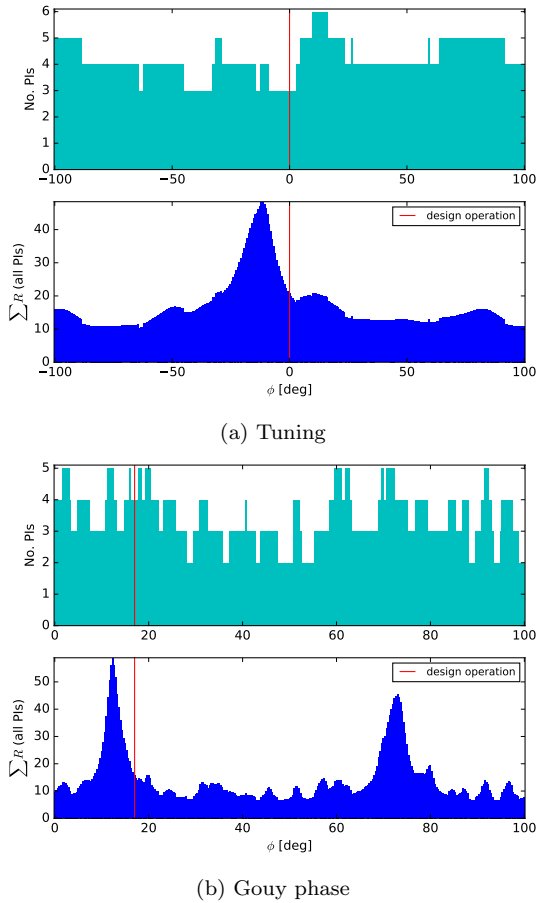 6
5
4
3
2
1
0
No. PIs
−100 −50 0 50 100
40
30
20
10
0
∑R (all PIs)
design operation
−100 −50 0 50 100
ϕ [deg]
(a) Tuning
5
4
3
2
1
0
No. PIs
0 20 40 60 80 100
50
40
30
20
10
0
∑R (all PIs)
design operation
0 20 40 60 80 100
ϕ [deg]
(b) Gouy phase